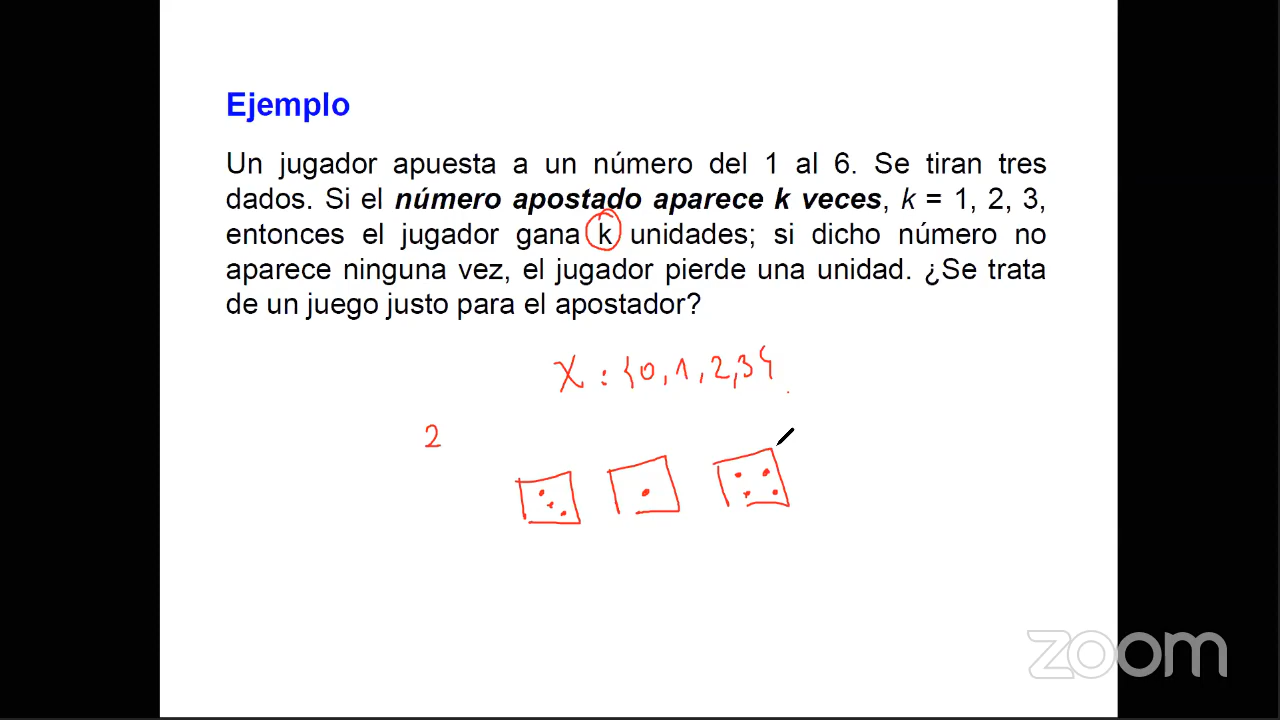 Ejemplo
Un jugador apuesta a un número del 1 al 6. Se tiran tres
dados. Si el número apostado aparece k veces, k = 1, 2, 3,
entonces el jugador gana k unidades; si dicho número no
aparece ninguna vez, el jugador pierde una unidad. ¿Se trata
de un juego justo para el apostador?
X : {0, 1, 2, 3}
2
zoom